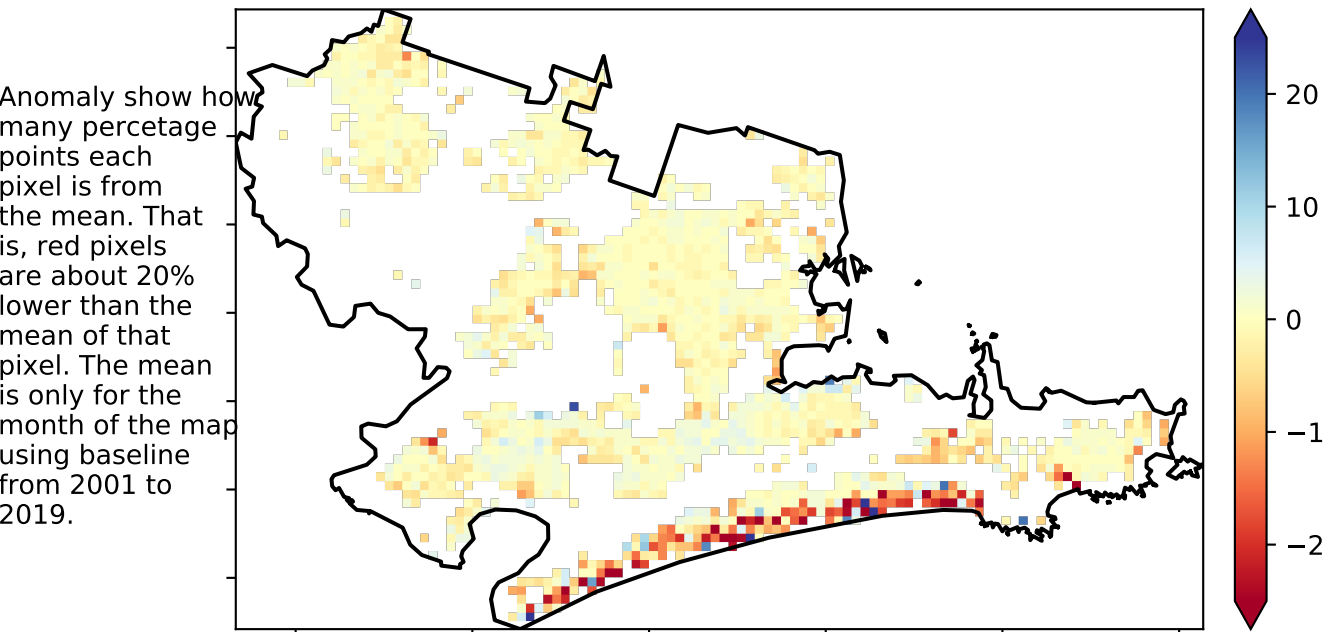 Anomaly show how
many percetage
points each
pixel is from
the mean. That
is, red pixels
are about 20%
lower than the
mean of that
pixel. The mean
is only for the
month of the map
using baseline
from 2001 to
2019.
20
10
0
−1
−2